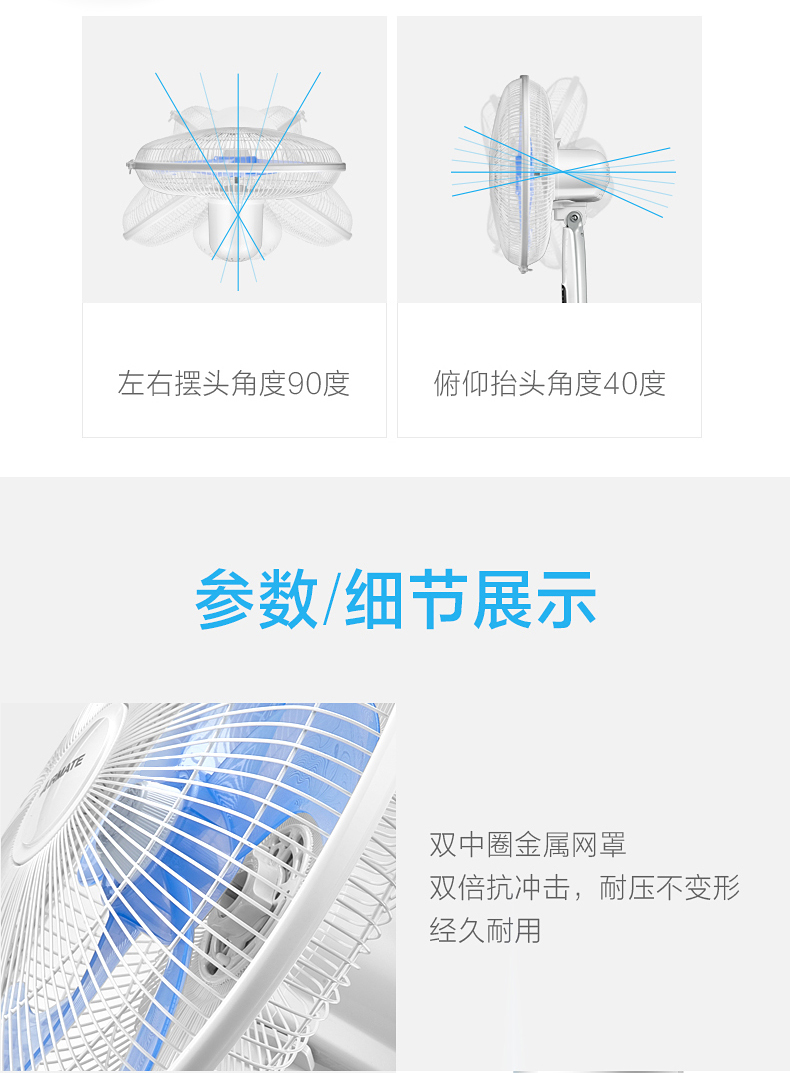 左右摆头角度90度
俯仰抬头角度40度
参数/细节展示
AIRMATE
双中圈金属网罩
双倍抗冲击，耐压不变形
经久耐用